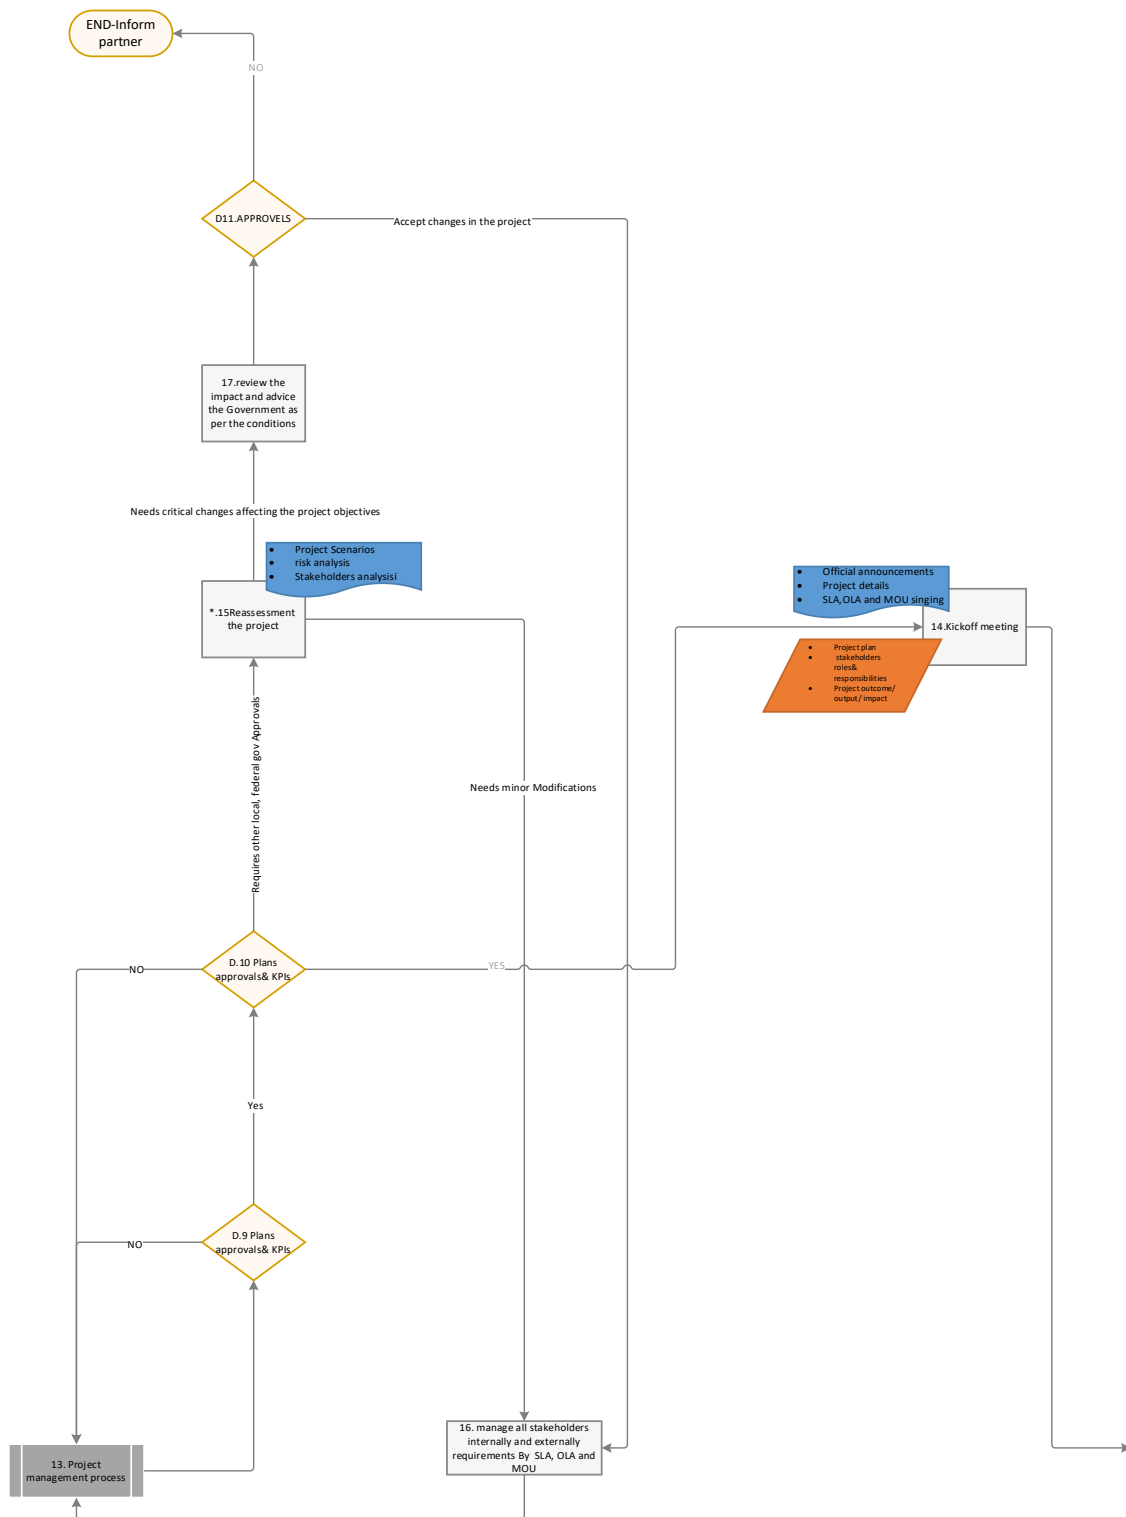 END-Inform
partner
NO
D11.APPROVELS
Accept changes in the project
17.review the
impact and advice
the Government as
per the conditions
Needs critical changes affecting the project objectives
• Project Scenarios
• risk analysis
• Stakeholders analysisi
*.15Reassessment
the project
• Official announcements
• Project details
• SLA,OLA and MOU singing
14.Kickoff meeting
• Project plan
• stakeholders
roles&
responsibilities
• Project outcome/
output/ impact
Requires other local, federal gov Approvals
Needs minor Modifications
D.10 Plans
approvals& KPIs
NO
YES
Yes
D.9 Plans
approvals& KPIs
NO
16. manage all stakeholders
internally and externally
requirements By SLA, OLA and
MOU
13. Project
management process